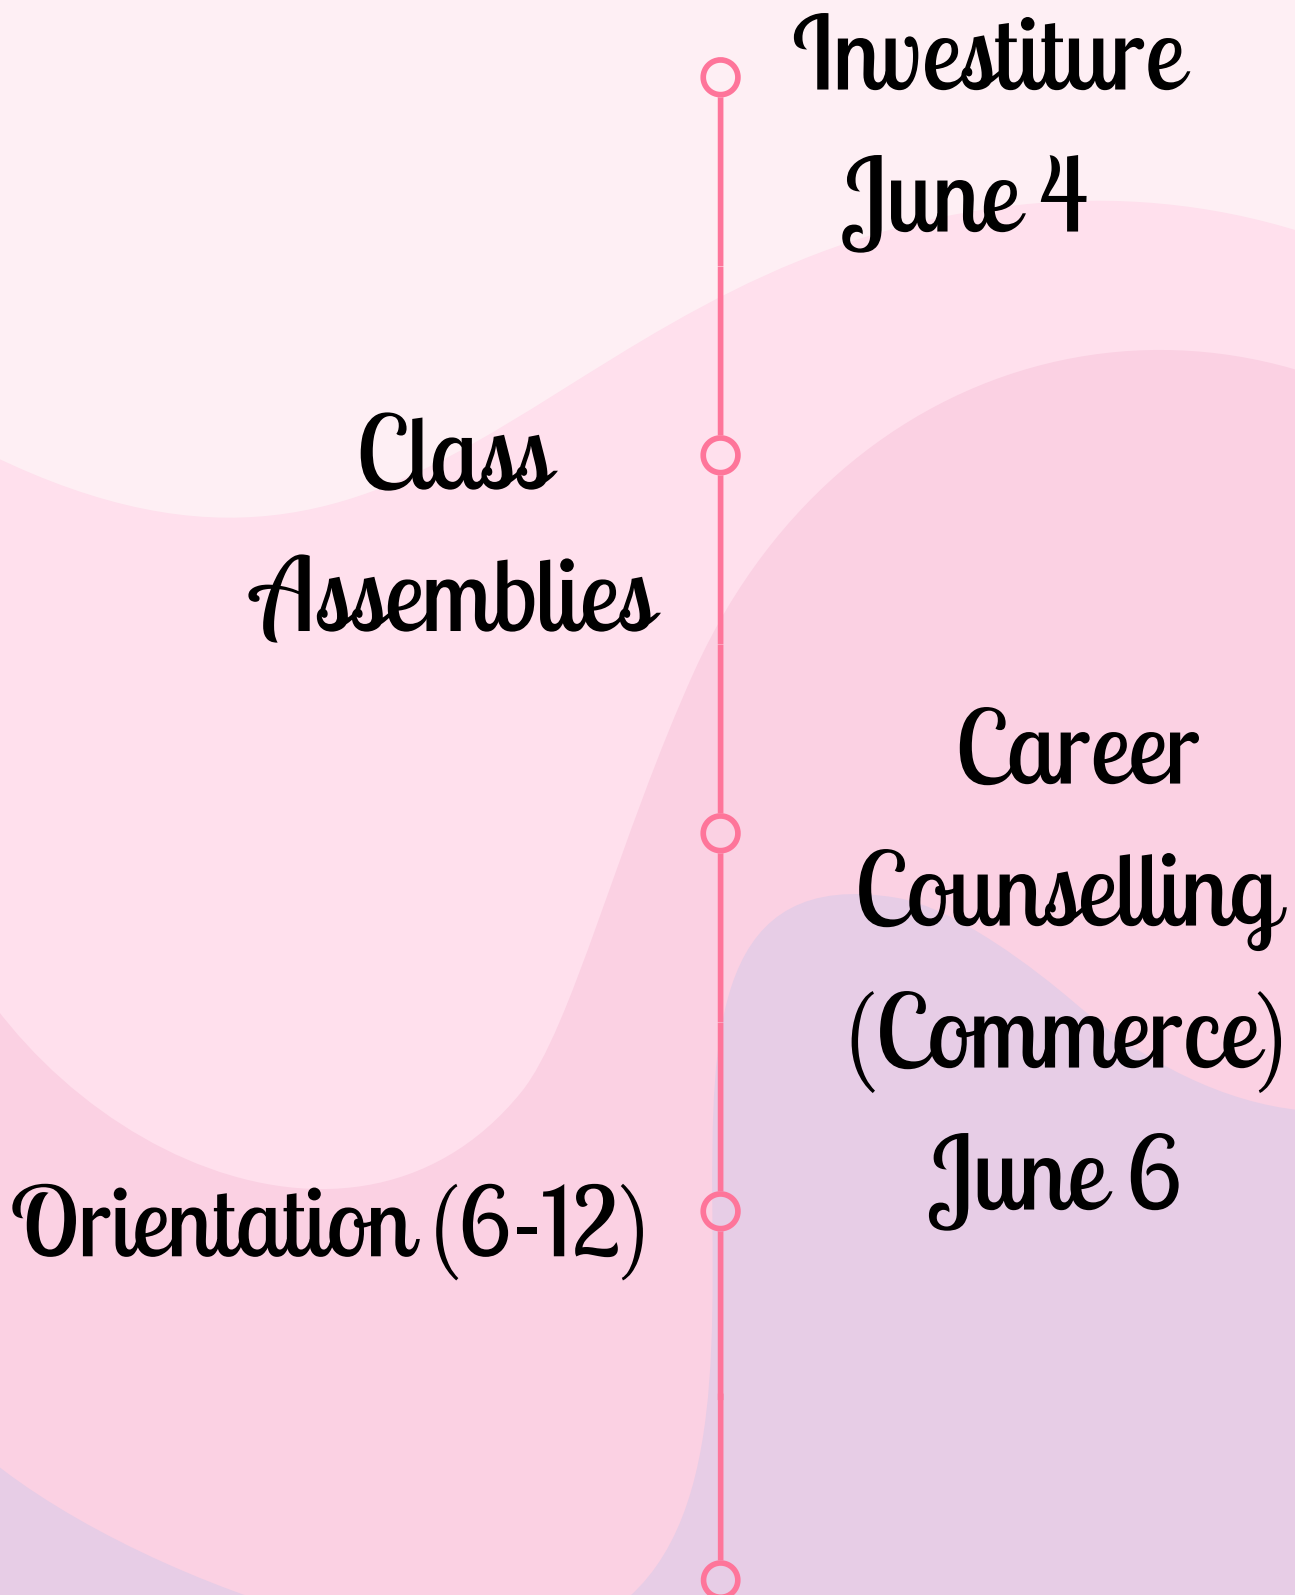 Investiture
June 4
Class
Assemblies
Career
Counselling
(Commerce)
June 6
Orientation (6-12)